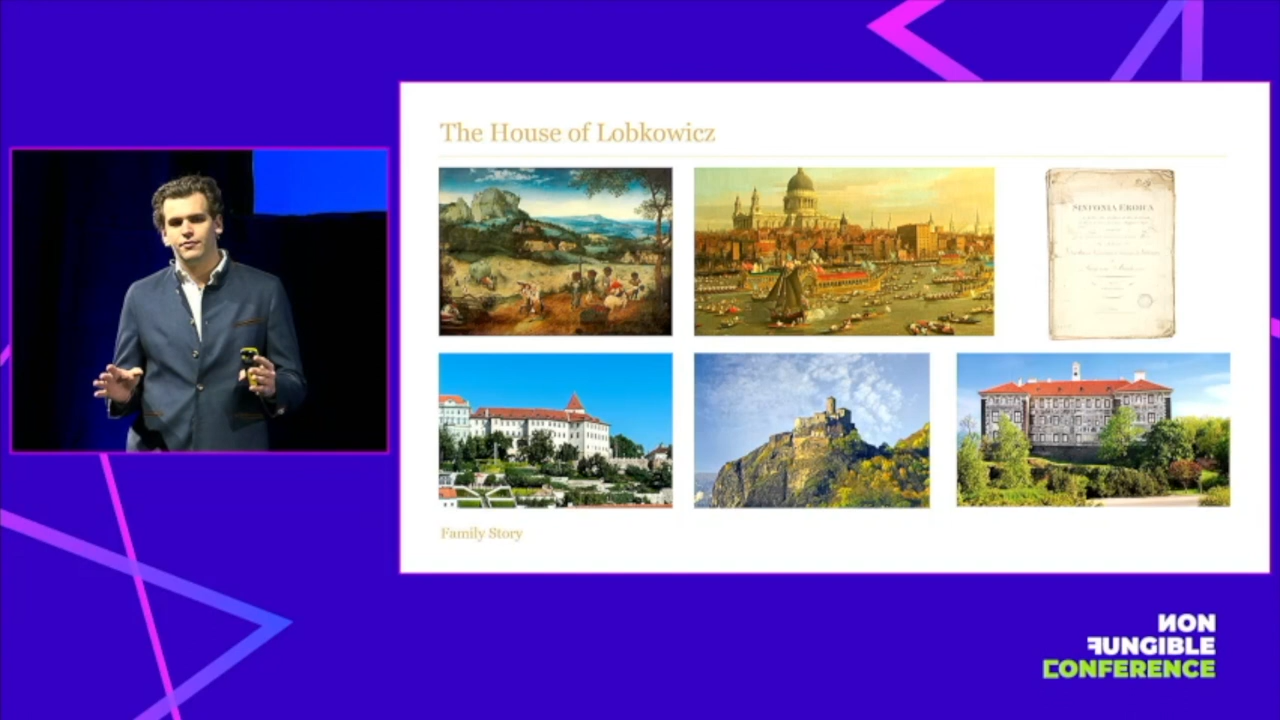 The House of Lobkowicz
SINFONIA EROICA
Family Story
NON
FUNGIBLE
CONFERENCE